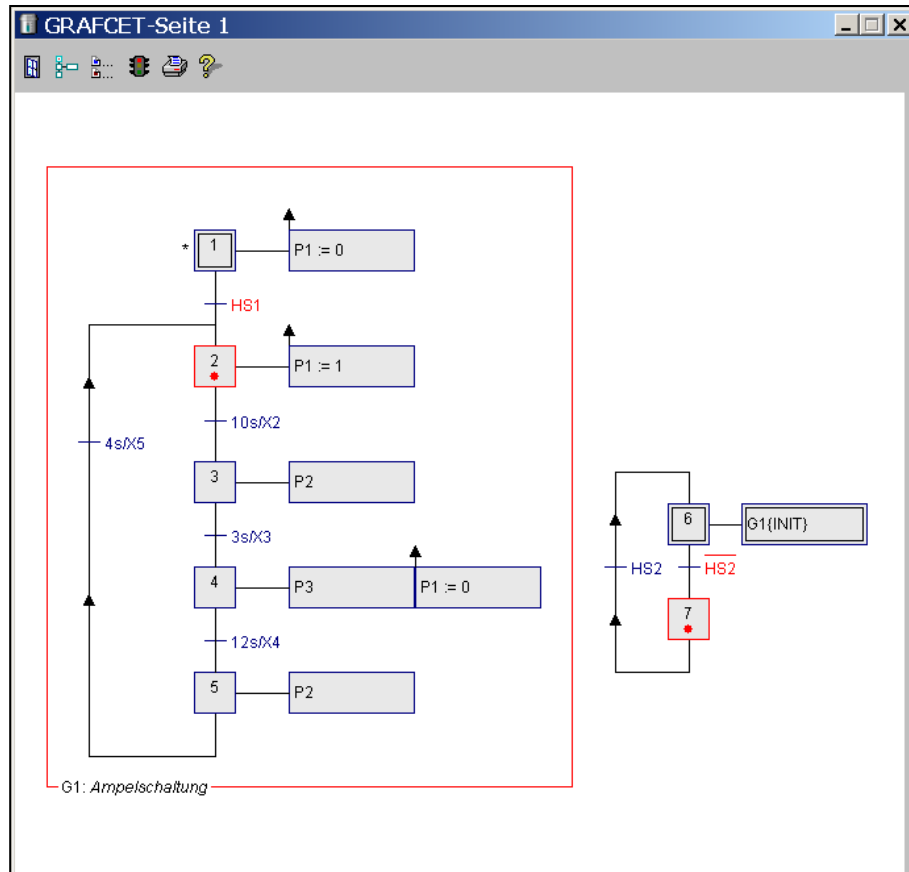 GRAFCET-Seite 1
* 1 P1 := 0
HS1
2 P1 := 1
10s/X2
4s/X5
3 P2
3s/X3
4 P3 P1 := 0
12s/X4
5 P2
G1: Ampelschaltung
6 G1{INIT}
HS2 H̅S̅2̅
7